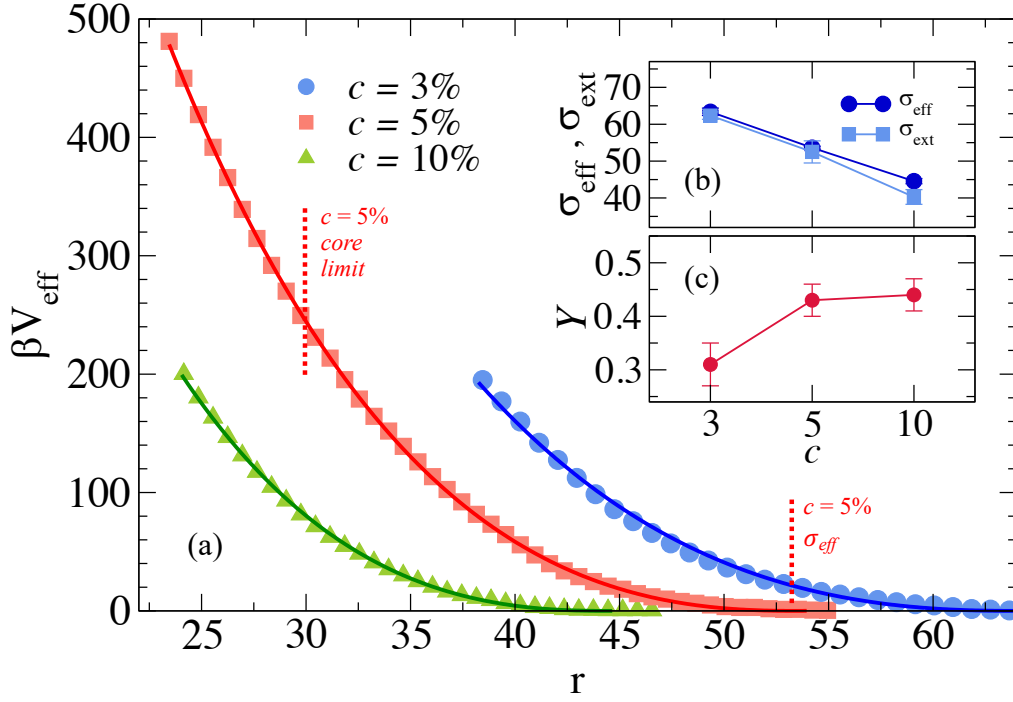 500
400
300
200
100
0
βV_eff
c = 3%
c = 5%
c = 10%
c = 5%
core
limit
(a)
c = 5%
σ_eff
25 30 35 40 45 50 55 60
r
70
60
50
40
σ_eff , σ_ext
σ_eff
σ_ext
(b)
0.5
0.4
0.3
Y
(c)
3 5 10
c